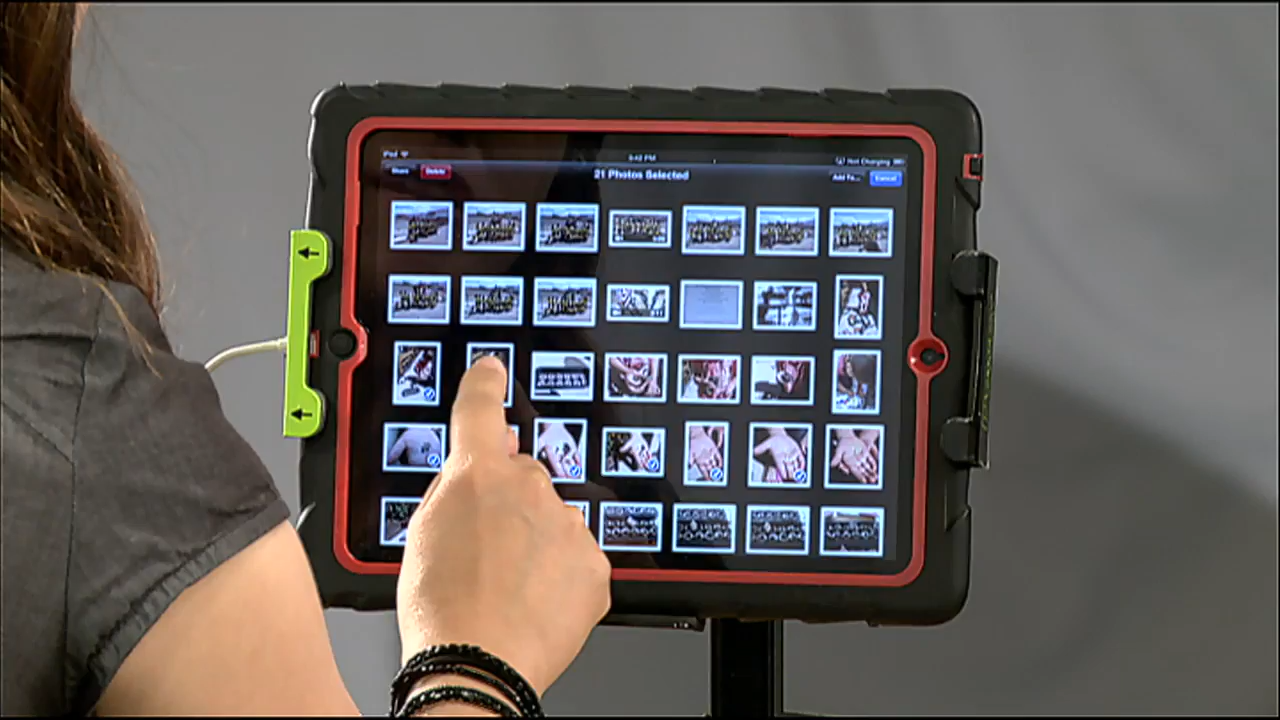 iPad
9:42 PM
Not Charging
Share
Delete
21 Photos Selected
Add To...
Cancel